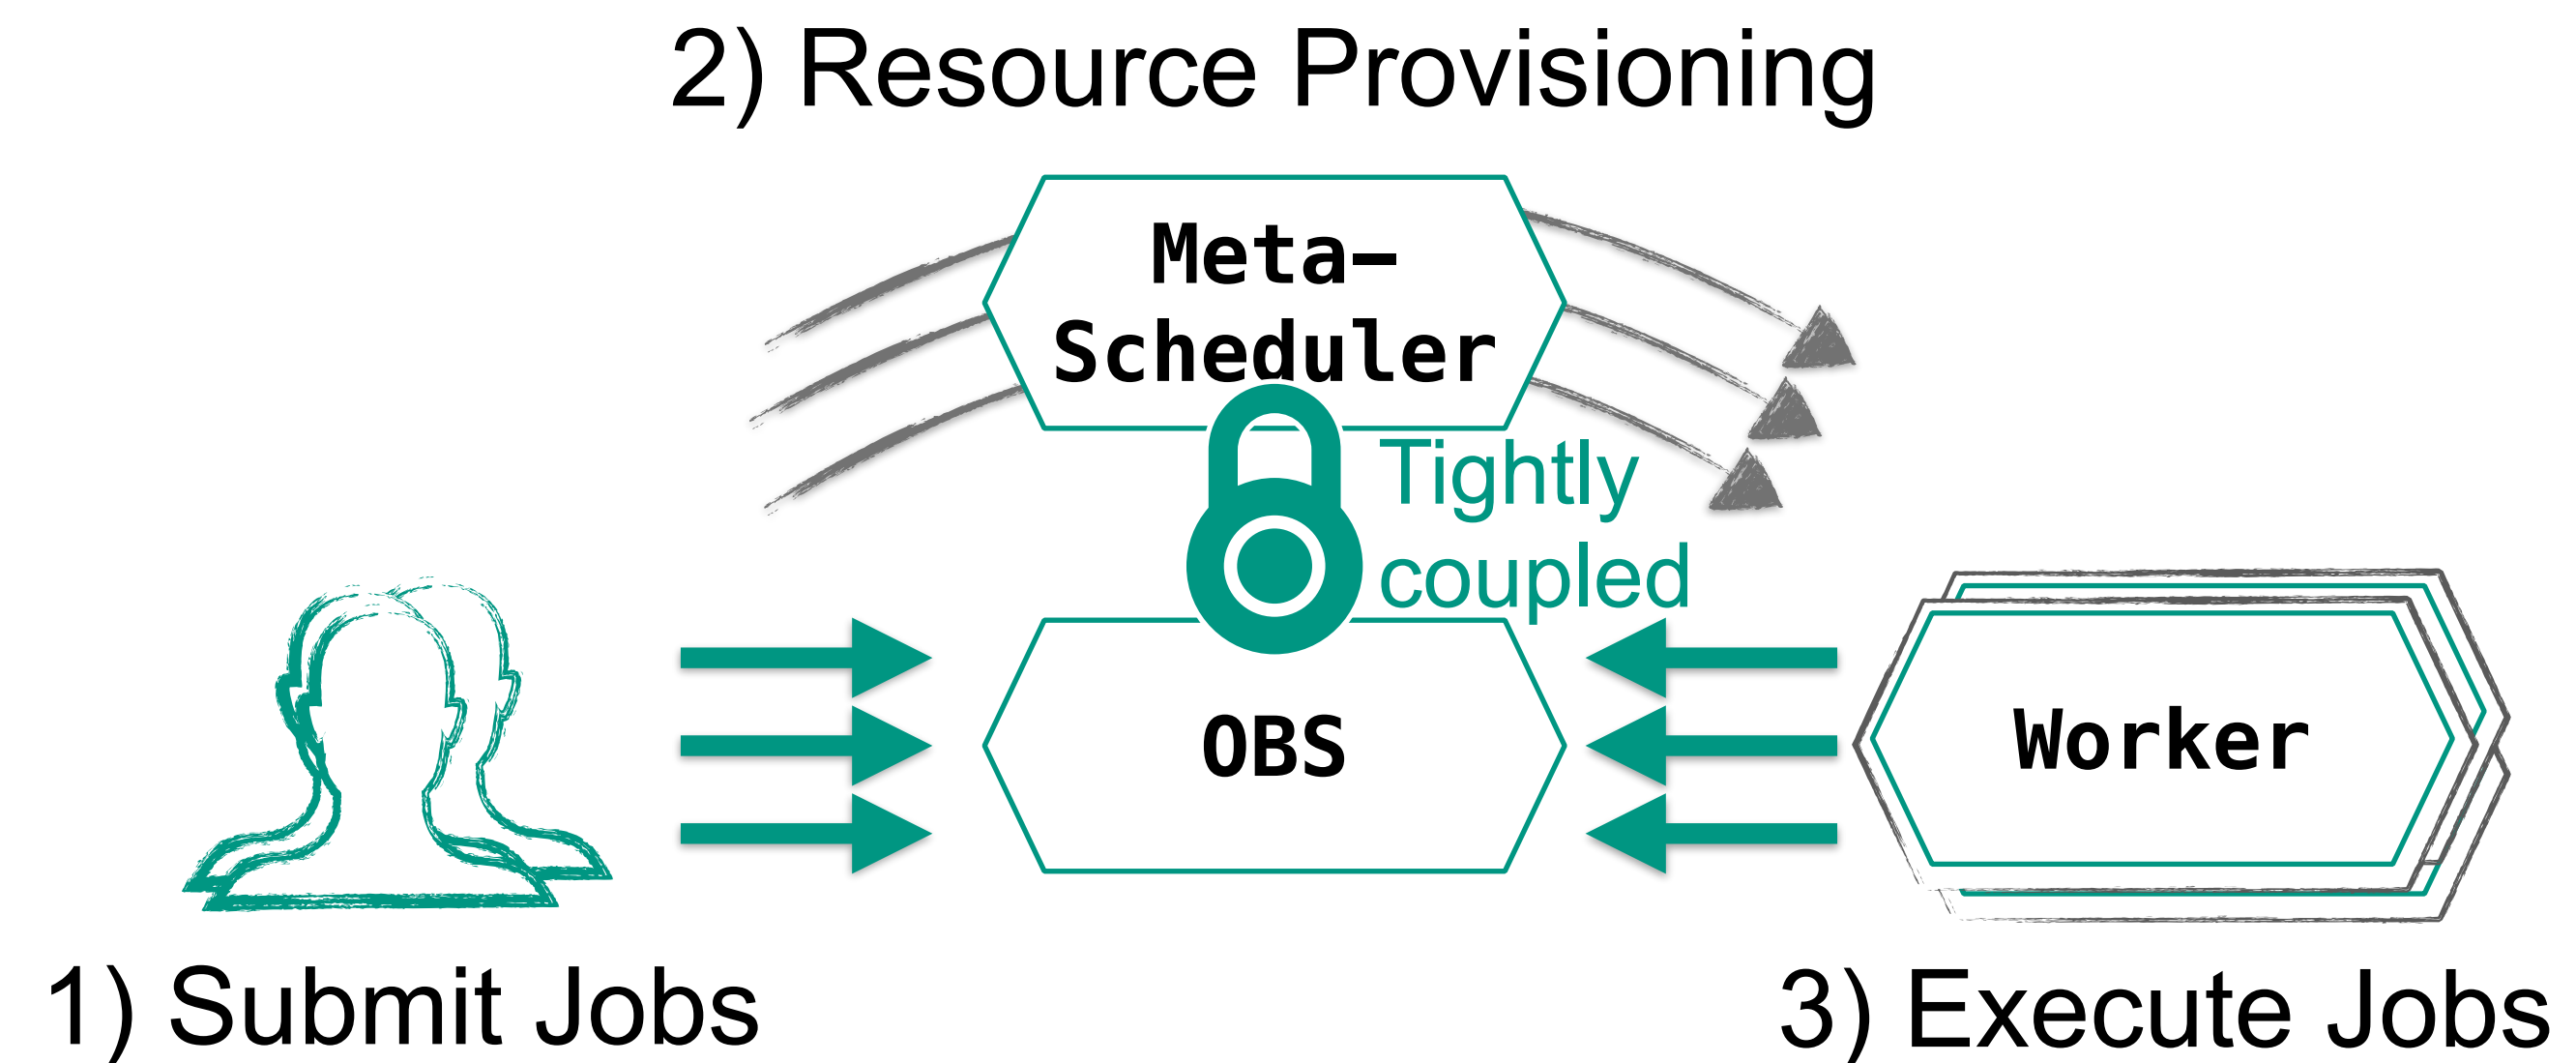 2) Resource Provisioning
Meta-
Scheduler
Tightly
coupled
OBS
Worker
1) Submit Jobs
3) Execute Jobs